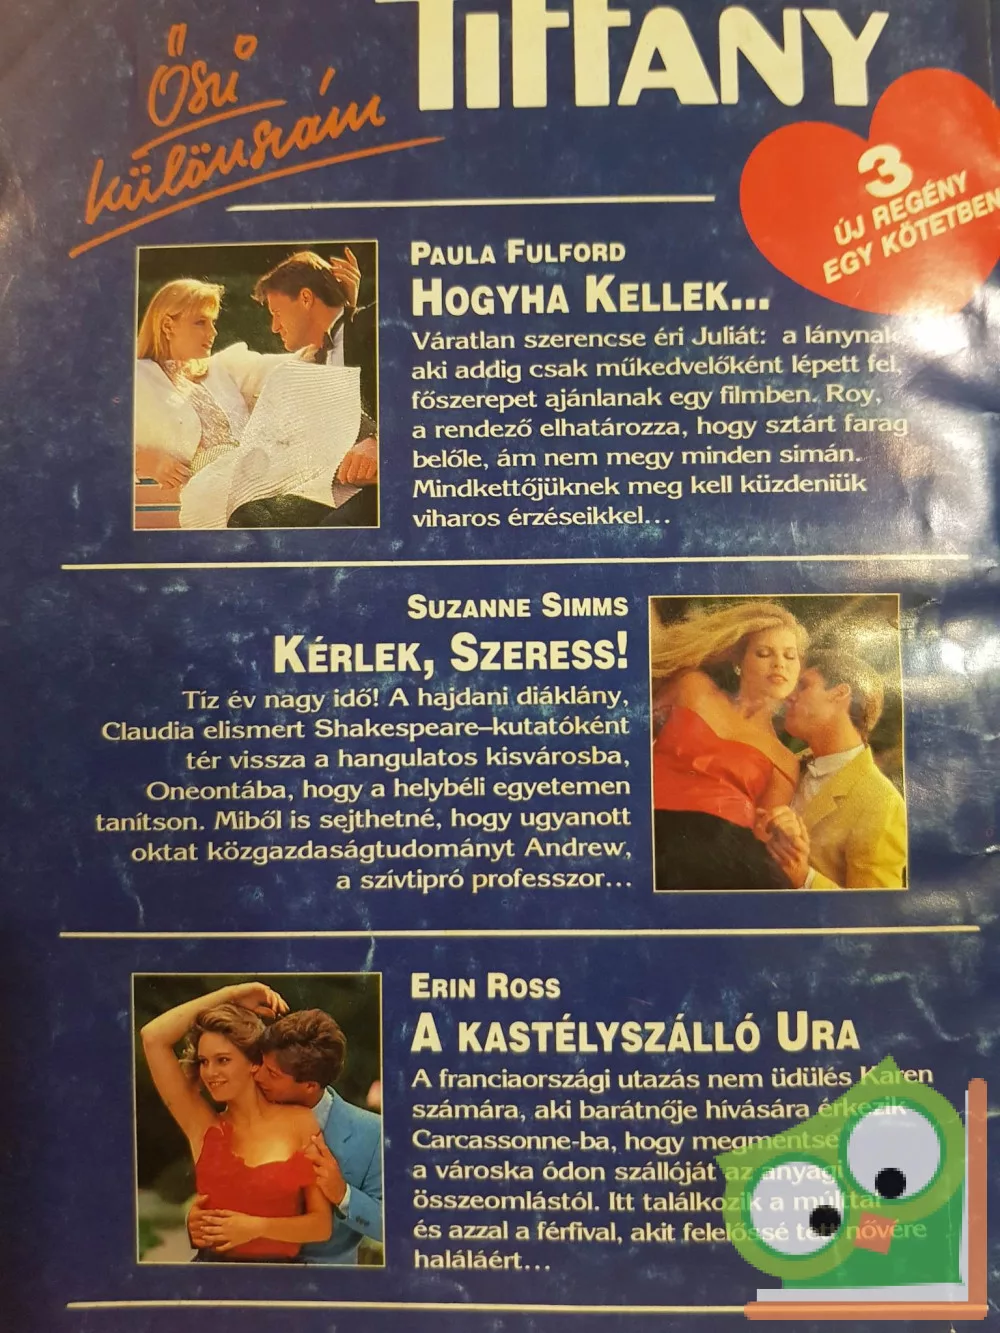 TIFFANY
Őszi
különszám
3
ÚJ REGÉNY
EGY KÖTETBEN
PAULA FULFORD
HOGYHA KELLEK...
Váratlan szerencse éri Juliát: a lánynak,
aki addig csak műkedvelőként lépett fel,
főszerepet ajánlanak egy filmben. Roy,
a rendező elhatározza, hogy sztárt farag
belőle, ám nem megy minden simán.
Mindkettőjüknek meg kell küzdeniük
viharos érzéseikkel...
SUZANNE SIMMS
KÉRLEK, SZERESS!
Tíz év nagy idő! A hajdani diáklány,
Claudia elismert Shakespeare–kutatóként
tér vissza a hangulatos kisvárosba,
Oneontába, hogy a helybéli egyetemen
tanítson. Miből is sejthetné, hogy ugyanott
oktat közgazdaságtudományt Andrew,
a szívtipró professzor...
ERIN ROSS
A KASTÉLYSZÁLLÓ URA
A franciaországi utazás nem üdülés Karen
számára, aki barátnője hívására érkezik
Carcassonne-ba, hogy megmentse
a városka ódon szállóját az anyagi
összeomlástól. Itt találkozik a múlttal
és azzal a férfival, akit felelőssé tett nővére
haláláért...